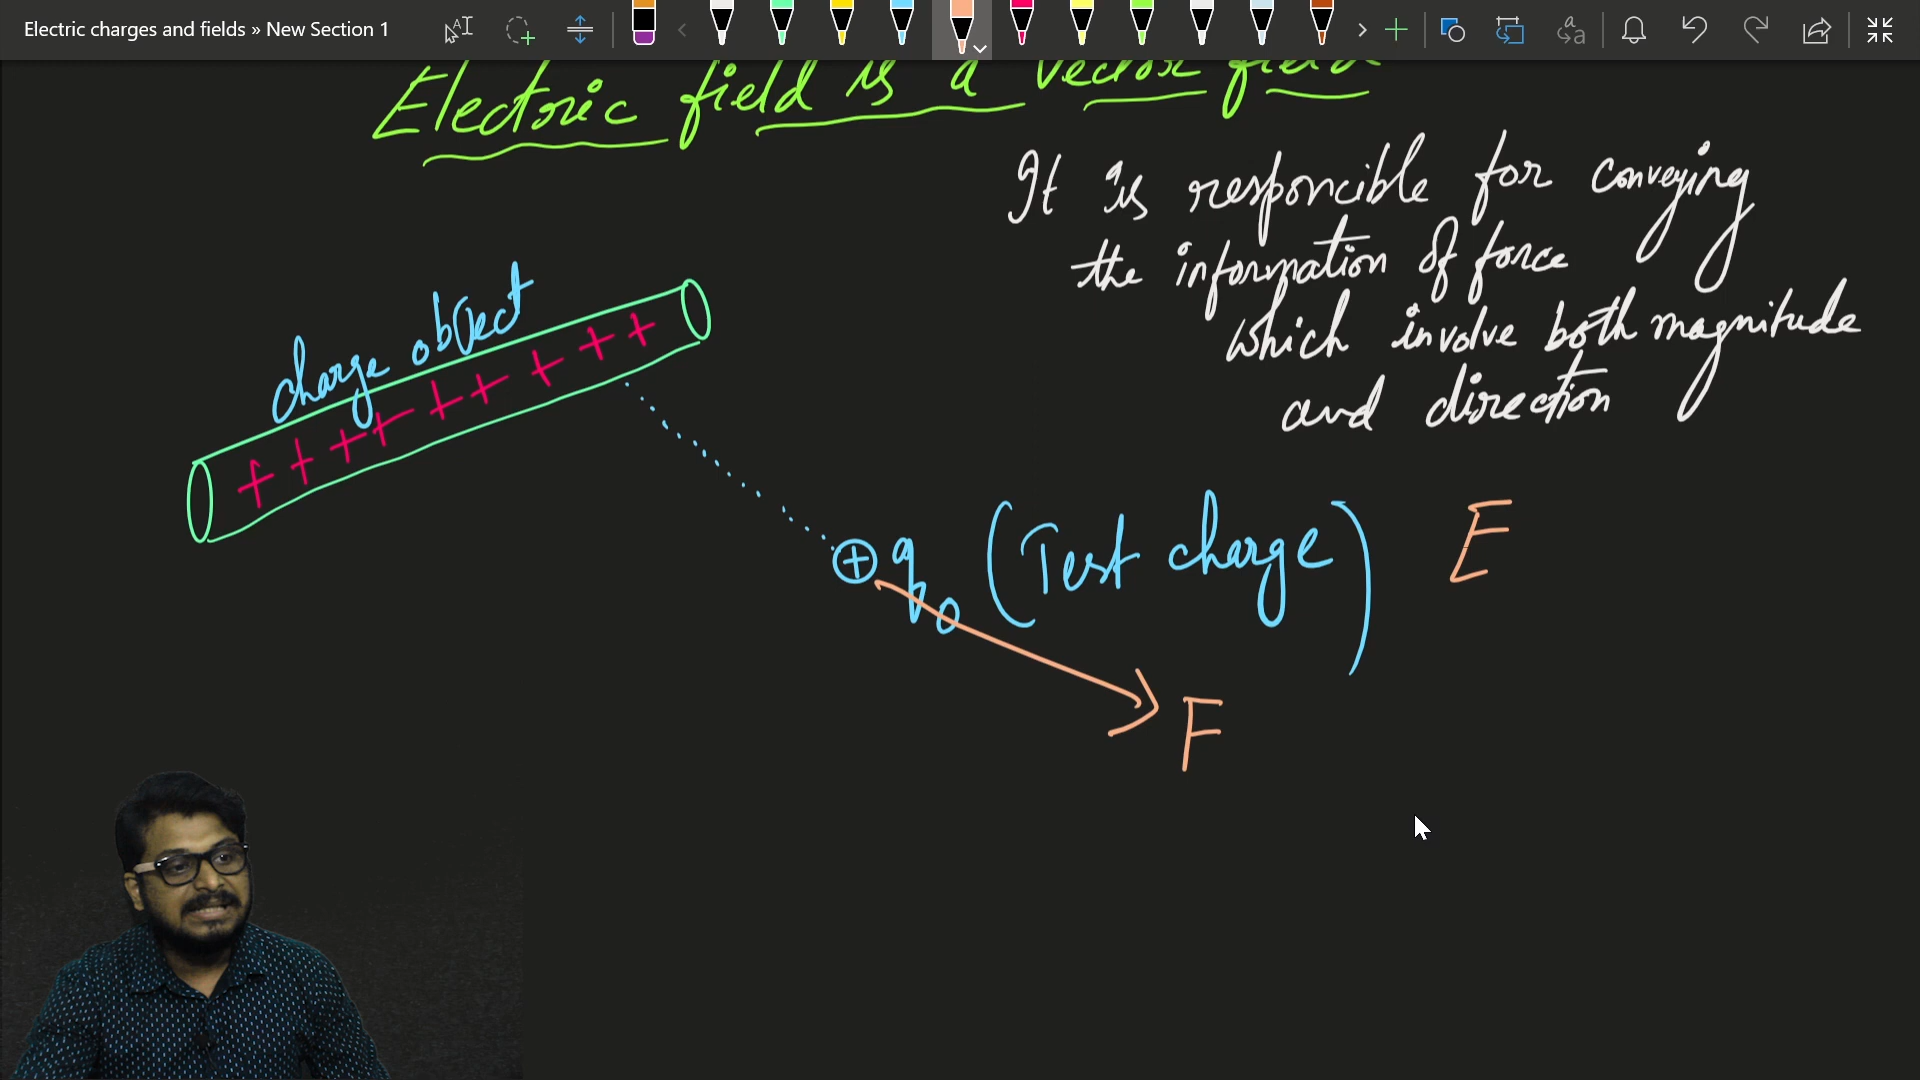 Electric charges and fields » New Section 1
Electric field is a vector field
It is responcible for conveying
the information of force
which involve both magnitude
and direction
charge object
+ + + + + + + + +
+ q0 (Test charge) E
F